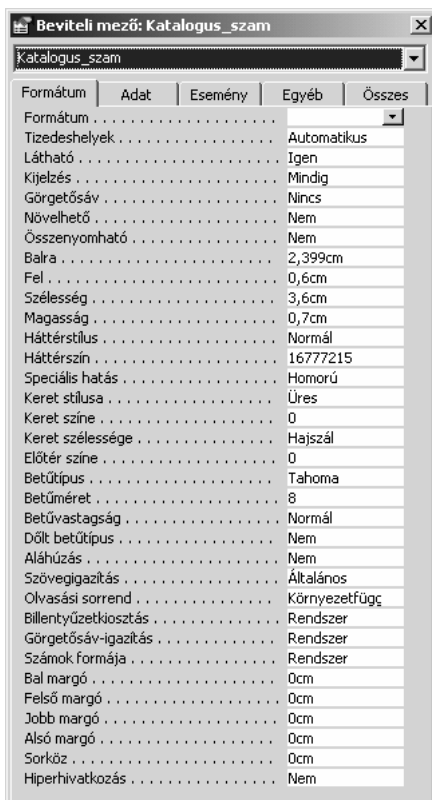 Beviteli mező: Katalogus_szam
Katalogus_szam
Formátum Adat Esemény Egyéb Összes
Formátum . . . . . . . . . . . . . . . . . . . . .
Tizedeshelyek . . . . . . . . . . . . . . . . . . Automatikus
Látható . . . . . . . . . . . . . . . . . . . . . . Igen
Kijelzés . . . . . . . . . . . . . . . . . . . . . . Mindig
Görgetősáv . . . . . . . . . . . . . . . . . . . Nincs
Növelhető . . . . . . . . . . . . . . . . . . . . Nem
Összenyomható . . . . . . . . . . . . . . . . Nem
Balra . . . . . . . . . . . . . . . . . . . . . . . . 2,399cm
Fel . . . . . . . . . . . . . . . . . . . . . . . . . . 0,6cm
Szélesség . . . . . . . . . . . . . . . . . . . . 3,6cm
Magasság . . . . . . . . . . . . . . . . . . . . 0,7cm
Háttérstílus . . . . . . . . . . . . . . . . . . . Normál
Háttérszín . . . . . . . . . . . . . . . . . . . . 16777215
Speciális hatás . . . . . . . . . . . . . . . . . Homorú
Keret stílusa . . . . . . . . . . . . . . . . . . Üres
Keret színe . . . . . . . . . . . . . . . . . . . 0
Keret szélessége . . . . . . . . . . . . . . . Hajszál
Előtér színe . . . . . . . . . . . . . . . . . . . 0
Betűtípus . . . . . . . . . . . . . . . . . . . . Tahoma
Betűméret . . . . . . . . . . . . . . . . . . . . 8
Betűvastagság . . . . . . . . . . . . . . . . . Normál
Dőlt betűtípus . . . . . . . . . . . . . . . . . Nem
Aláhúzás . . . . . . . . . . . . . . . . . . . . . Nem
Szövegigazítás . . . . . . . . . . . . . . . . . Általános
Olvasási sorrend . . . . . . . . . . . . . . . Környezetfügg
Billentyűzetkiosztás . . . . . . . . . . . . . Rendszer
Görgetősáv-igazítás . . . . . . . . . . . . . Rendszer
Számok formája . . . . . . . . . . . . . . . . Rendszer
Bal margó . . . . . . . . . . . . . . . . . . . . 0cm
Felső margó . . . . . . . . . . . . . . . . . . 0cm
Jobb margó . . . . . . . . . . . . . . . . . . . 0cm
Alsó margó . . . . . . . . . . . . . . . . . . . 0cm
Sorköz . . . . . . . . . . . . . . . . . . . . . . 0cm
Hiperhivatkozás . . . . . . . . . . . . . . . . Nem